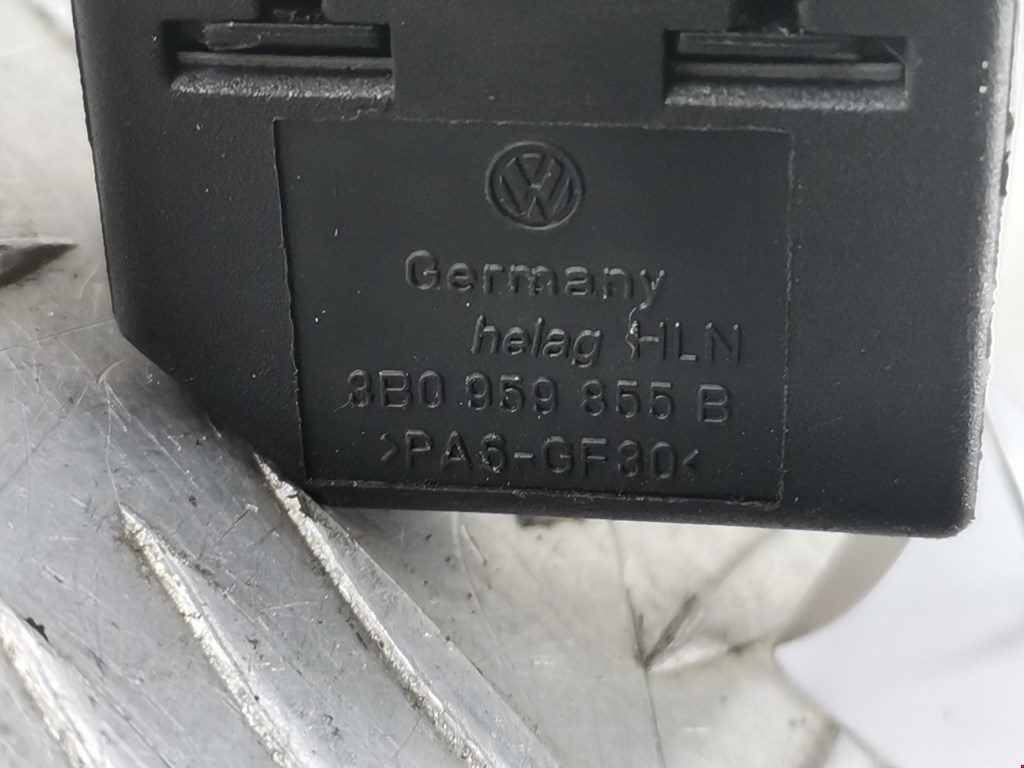 Germany
helag HLN
3B0 959 855 B
>PA6-GF30<